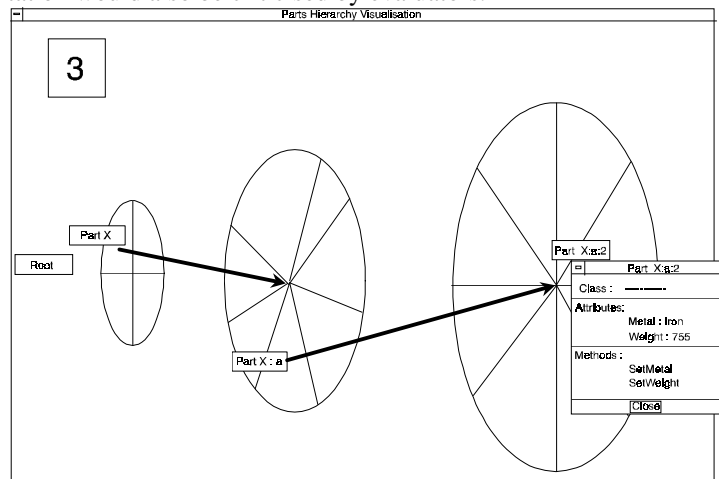 Parts Hierarchy Visualisation
3
Part X
Root
Part X : a
Part X:a:2
Part X:a:2
Class :
Attributes:
Metal : Iron
Weight : 755
Methods :
SetMetal
SetWeight
Close